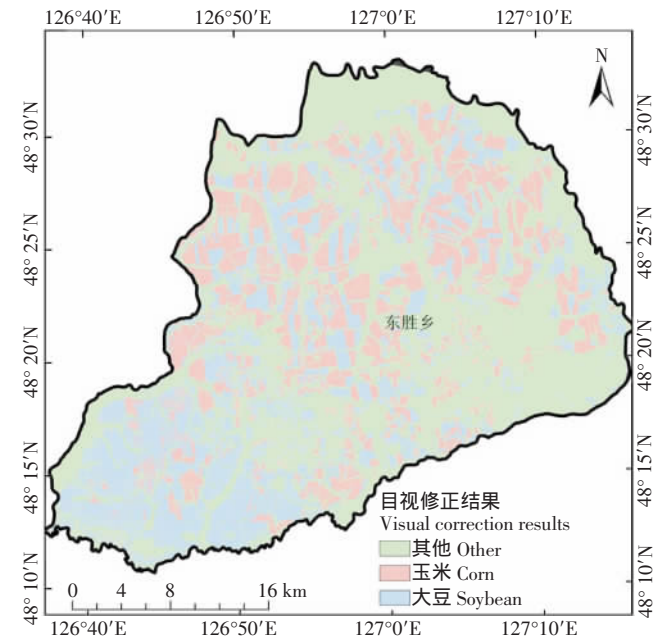 126°40′E 126°50′E 127°0′E 127°10′E
N
48°30′N
48°30′N
48°25′N
48°25′N
东胜乡
48°20′N
48°20′N
48°15′N
48°15′N
目视修正结果
Visual correction results
其他 Other
玉米 Corn
大豆 Soybean
48°10′N
48°10′N
0 4 8 16 km
126°40′E 126°50′E 127°0′E 127°10′E